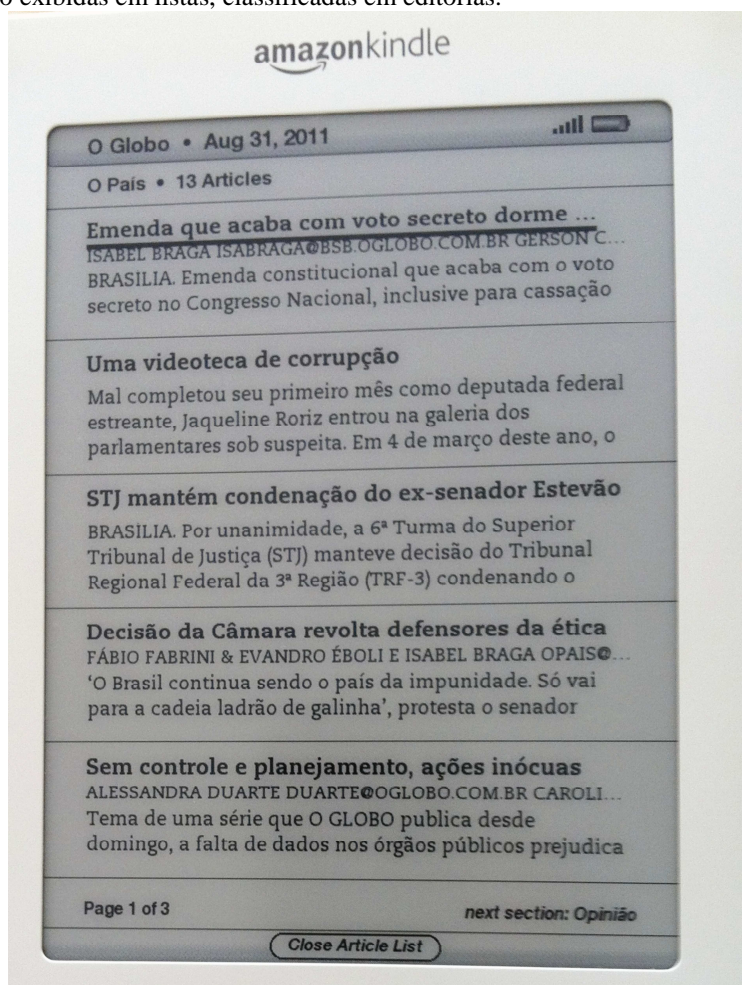 o exibidas em listas, classificadas em editorias.
amazonkindle
O Globo • Aug 31, 2011
O País • 13 Articles
Emenda que acaba com voto secreto dorme ...
ISABEL BRAGA ISABRAGA@BSB.OGLOBO.COM.BR GERSON C...
BRASILIA. Emenda constitucional que acaba com o voto
secreto no Congresso Nacional, inclusive para cassação
Uma videoteca de corrupção
Mal completou seu primeiro mês como deputada federal
estreante, Jaqueline Roriz entrou na galeria dos
parlamentares sob suspeita. Em 4 de março deste ano, o
STJ mantém condenação do ex-senador Estevão
BRASILIA. Por unanimidade, a 6ª Turma do Superior
Tribunal de Justiça (STJ) manteve decisão do Tribunal
Regional Federal da 3ª Região (TRF-3) condenando o
Decisão da Câmara revolta defensores da ética
FÁBIO FABRINI & EVANDRO ÉBOLI E ISABEL BRAGA OPAIS@...
‘O Brasil continua sendo o país da impunidade. Só vai
para a cadeia ladrão de galinha’, protesta o senador
Sem controle e planejamento, ações inócuas
ALESSANDRA DUARTE DUARTE@OGLOBO.COM.BR CAROLI...
Tema de uma série que O GLOBO publica desde
domingo, a falta de dados nos órgãos públicos prejudica
Page 1 of 3
next section: Opinião
Close Article List